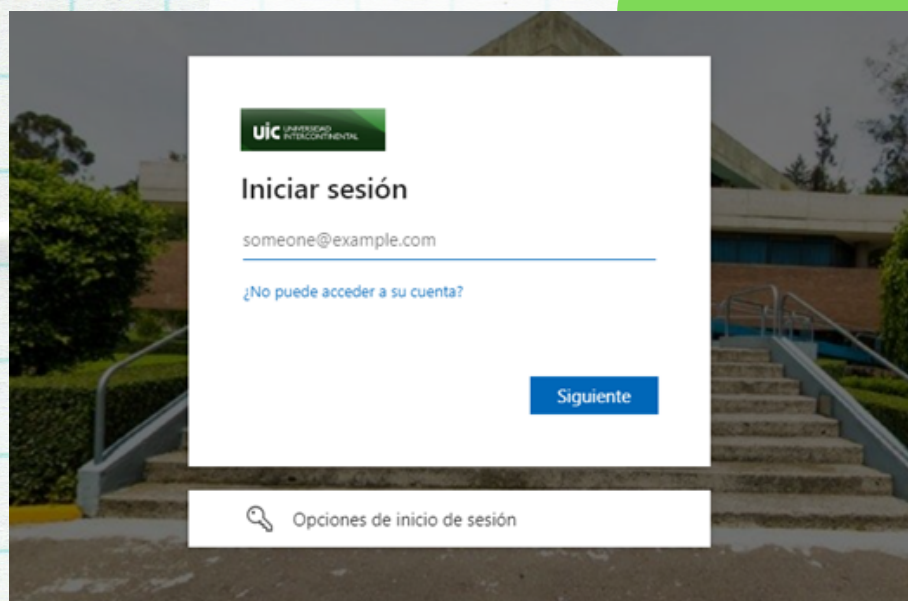 UIC UNIVERSIDAD
INTERCONTINENTAL
Iniciar sesión
someone@example.com
¿No puede acceder a su cuenta?
Siguiente
Opciones de inicio de sesión